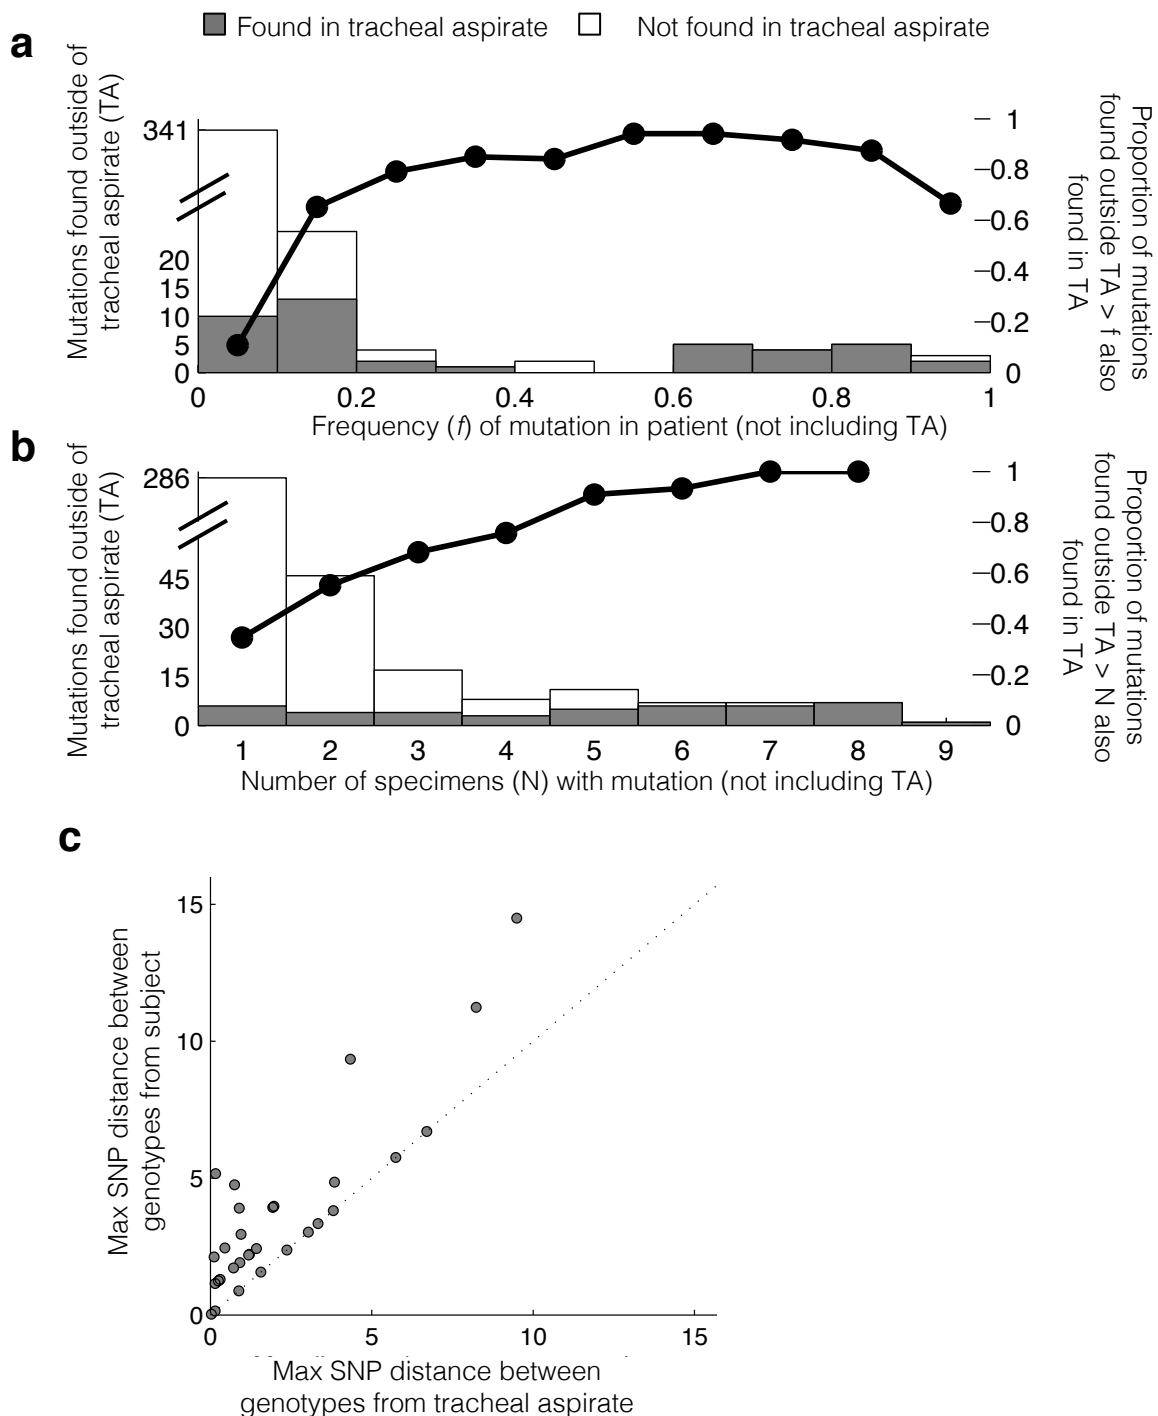 Found in tracheal aspirate
Not found in tracheal aspirate
a
Mutations found outside of
tracheal aspirate (TA)
341
20
15
10
5
0
1
0.8
0.6
0.4
0.2
0
Proportion of mutations
found outside TA > f also
found in TA
0
0.2
0.4
0.6
0.8
1
Frequency (f) of mutation in patient (not including TA)
b
Mutations found outside of
tracheal aspirate (TA)
286
45
30
15
0
1
0.8
0.6
0.4
0.2
0
Proportion of mutations
found outside TA > N also
found in TA
1
2
3
4
5
6
7
8
9
Number of specimens (N) with mutation (not including TA)
c
Max SNP distance between
genotypes from subject
15
10
5
0
0
5
10
15
Max SNP distance between
genotypes from tracheal aspirate